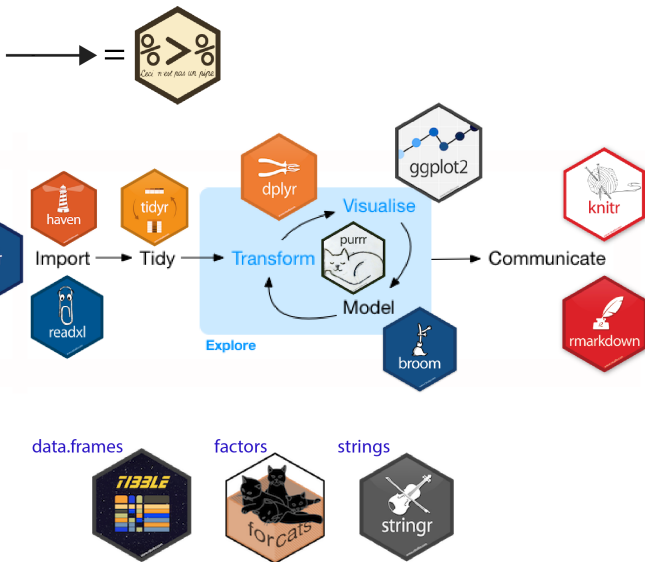 =
%>%
Ceci n'est pas un pipe
ggplot2
dplyr
haven
tidyr
knitr
Visualise
purrr
Import
Tidy
Transform
Communicate
Model
readxl
rmarkdown
Explore
broom
data.frames
factors
strings
TIBBLE
forcats
stringr